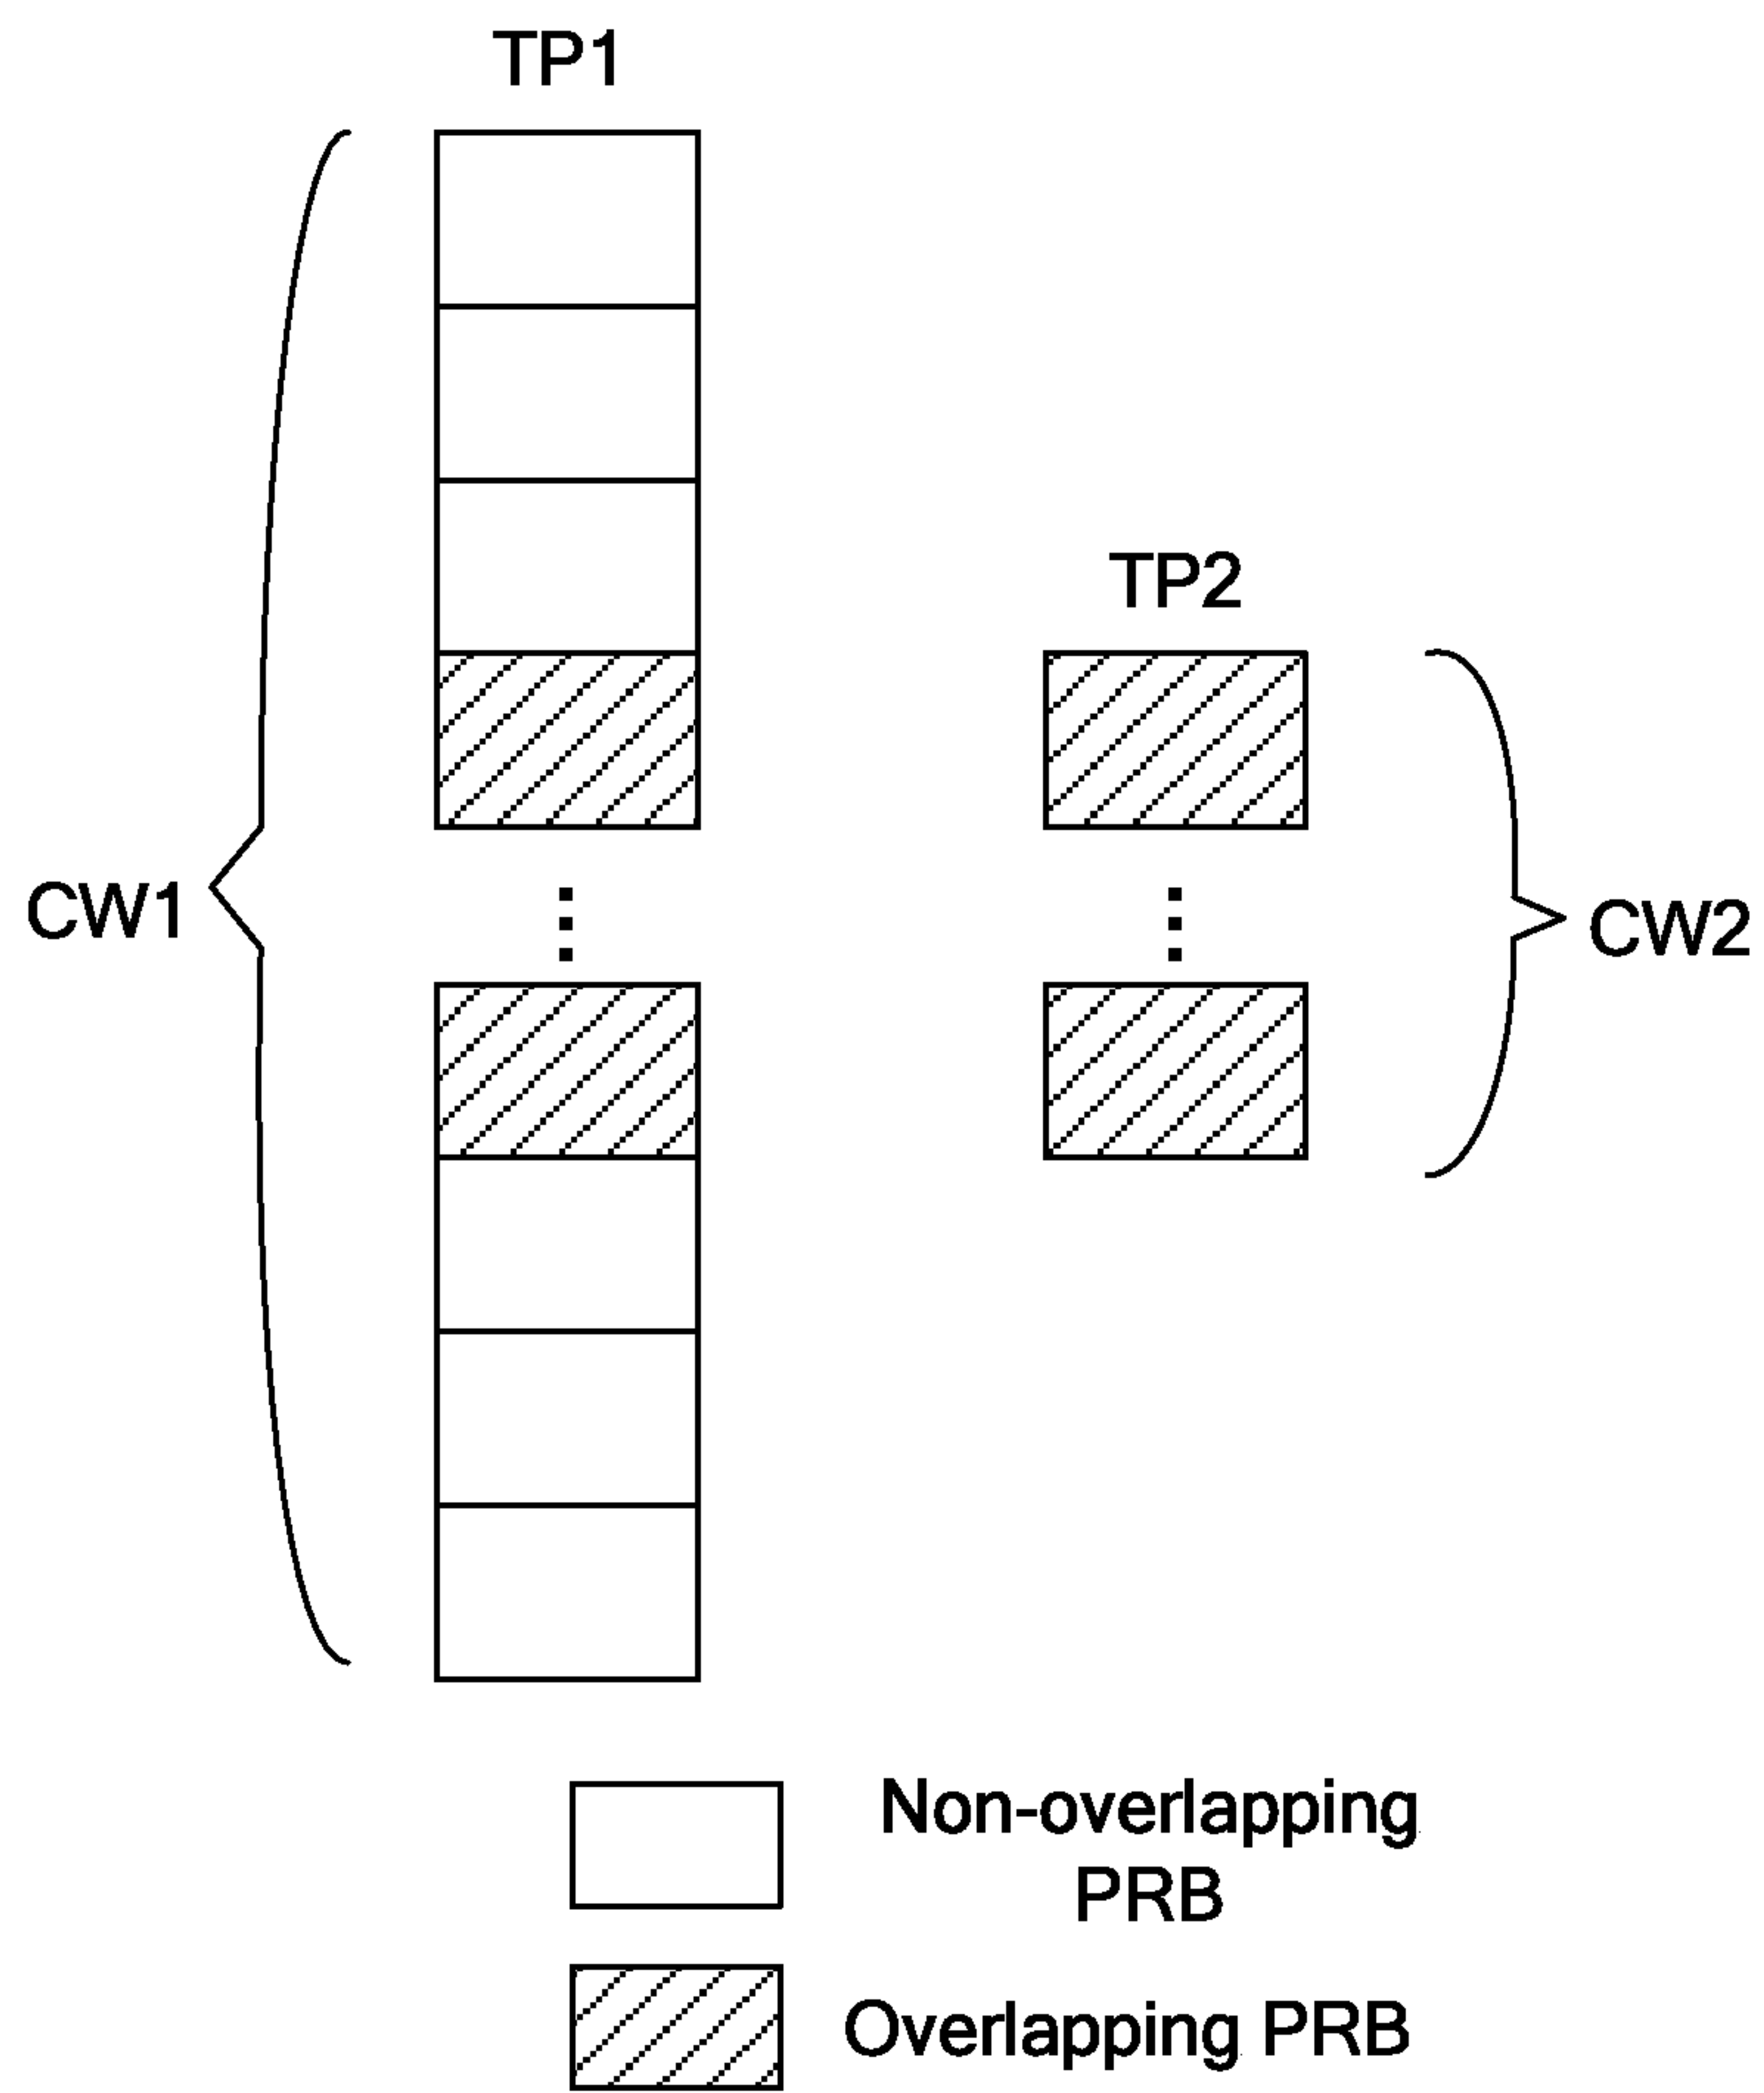 TP1
TP2
CW1
CW2
Non-overlapping
PRB
Overlapping PRB